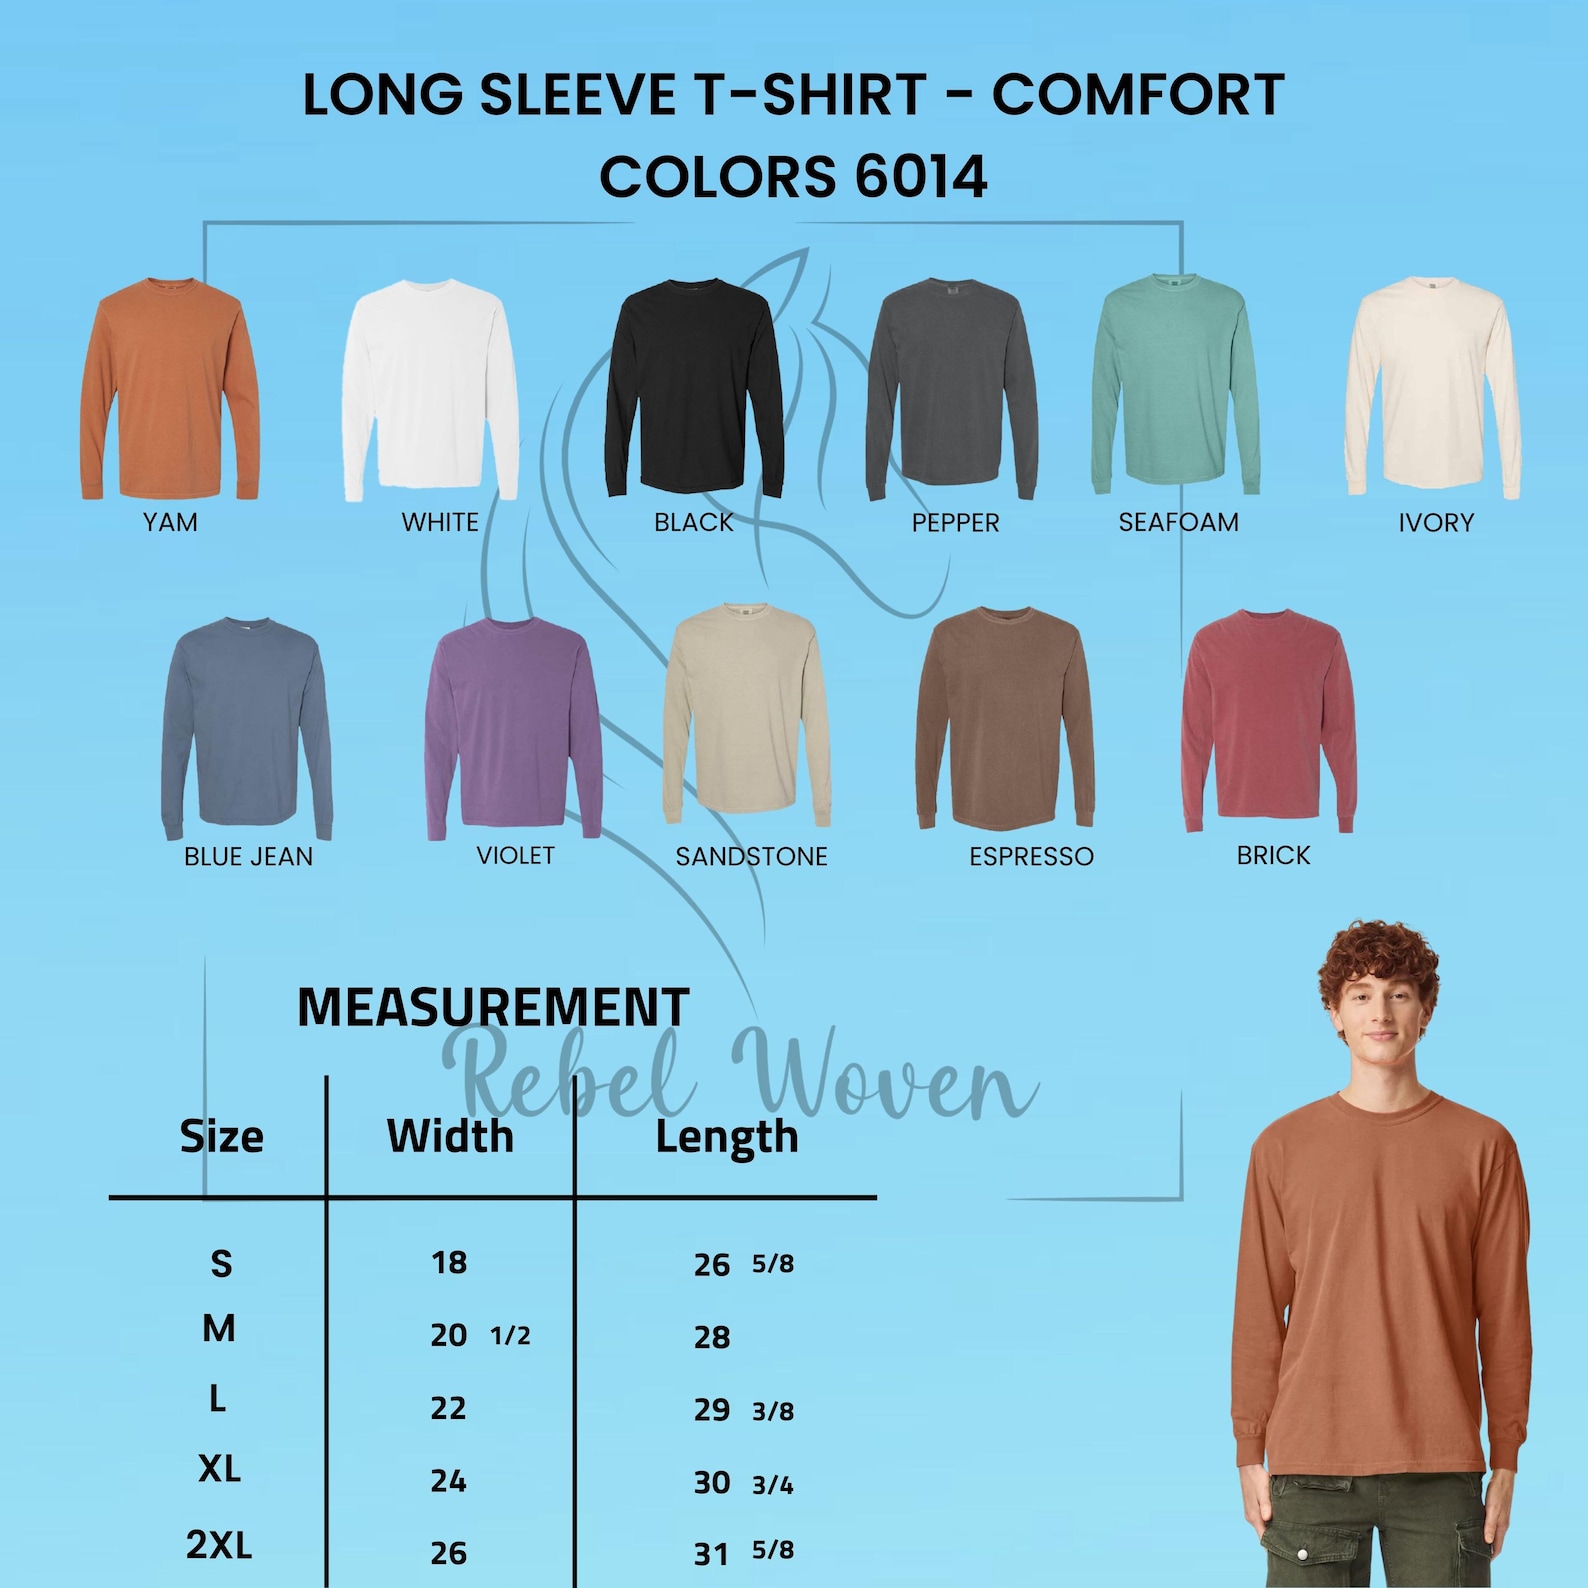 LONG SLEEVE T-SHIRT - COMFORT
COLORS 6014
YAM
WHITE
BLACK
PEPPER
SEAFOAM
IVORY
BLUE JEAN
VIOLET
SANDSTONE
ESPRESSO
BRICK
MEASUREMENT
Rebel Woven
Size Width Length
S 18 26 5/8
M 20 1/2 28
L 22 29 3/8
XL 24 30 3/4
2XL 26 31 5/8